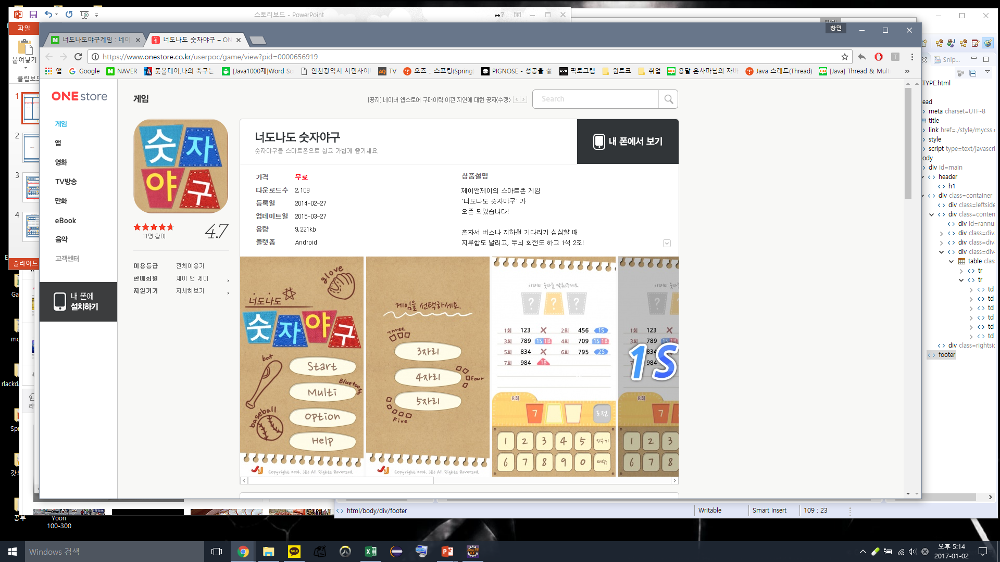 스토리보드 - PowerPoint
파일
붙여넣기
클립보드
1
2
3
4
슬라이드
창민
너도나도야구게임 : 네이
너도나도 숫자야구 – ON
https://www.onestore.co.kr/userpoc/game/view?pid=0000656919
앱
Google
NAVER
풋볼데이,나의 축구는
[Java1000제]Word Sc
인천광역시 시민사이
TV
오즈 :: 스프링(Spring
PIGNOSE - 성공을 실
픽토그램
원트크
취업
용달 욘사마님의 자바
Java 스레드(Thread)
[Java] Thread & Mult
»
ONE store
게임
앱
영화
TV방송
만화
eBook
음악
고객센터
내 폰에
설치하기
게임
[공지] 네이버 앱스토어 구매이력 이관 지연에 대한 공지(수정)
Search
숫자
야구
4.7
11명 참여
이용등급 전체이용가
판매회원 제이 앤 제이
지원기기 자세히보기
너도나도 숫자야구
숫자야구를 스마트폰으로 쉽고 가볍게 즐기세요.
내 폰에서 보기
가격 무료
다운로드수 2,109
등록일 2014-02-27
업데이트일 2015-03-27
용량 9,221kb
플랫폼 Android
상품설명
제이앤제이의 스마트폰 게임
'너도나도 숫자야구' 가
오픈 되었습니다!
혼자서 버스나 지하철 기다리기 심심할 때
지루함도 날리고, 두뇌 회전도 하고 1석 2조!
glove
너도나도
숫자야구
bat
Start
Bluetooth
Multi
Option
baseball
Help
Copyright 2014. J&J All Rights Reversed.
게임을 선택하세요.
Three
3자리
4자리
Four
5자리
Five
Copyright 2014. J&J All Rights Reversed.
아래의 숫자를 맞춰주세요.
? ? ?
1회 123 2회 456 1S
3회 789 1S 1B 4회 709 1S 1B
5회 834 6회 795 2S
7회 984 1B
8회
7
도전
1 2 3 4 5 지우기
6 7 8 9 0 메뉴
아래의 숫자
? ?
1회 123
3회 789
834
7회 984
1S
8회
7
1 2 3
6 7 8
Snip...
TYPE:html
ead
meta charset=UTF-8
title
link href=./style/mycss.c
style
script type=text/javascri
ody
div id=main
header
h1
div class=container
div class=leftside
div class=conten
div id=rannu
div class=div
div class=div
div class=div
table clas
tr
tr
td
td
td
td
td
td
div class=rightsid
footer
html/body/div/footer
Writable
Smart Insert
109 : 23
Ga
mo
rlackda
Spr
갓으
공부
Yoon
100-300
Windows 검색
오후 5:14
2017-01-02